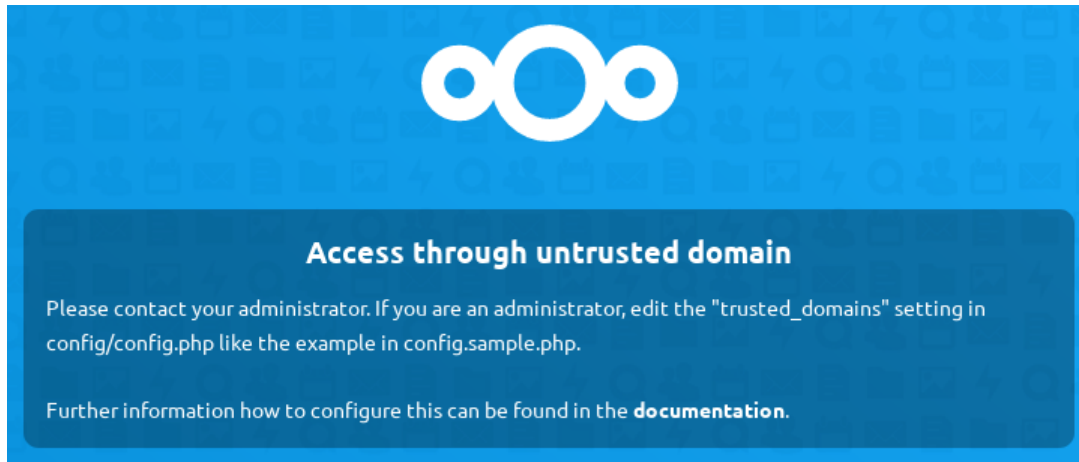 Access through untrusted domain
Please contact your administrator. If you are an administrator, edit the "trusted_domains" setting in
config/config.php like the example in config.sample.php.
Further information how to configure this can be found in the documentation.